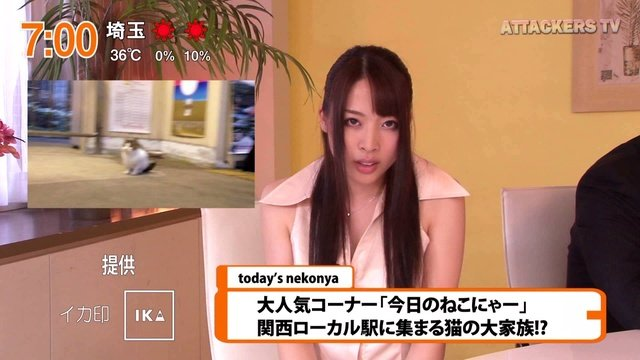 7:00
埼玉
36℃ 0% 10%
ATTACKERS TV
提供
イカ印
IKA
today's nekonya
大人気コーナー「今日のねこにゃー」
関西ローカル駅に集まる猫の大家族!?